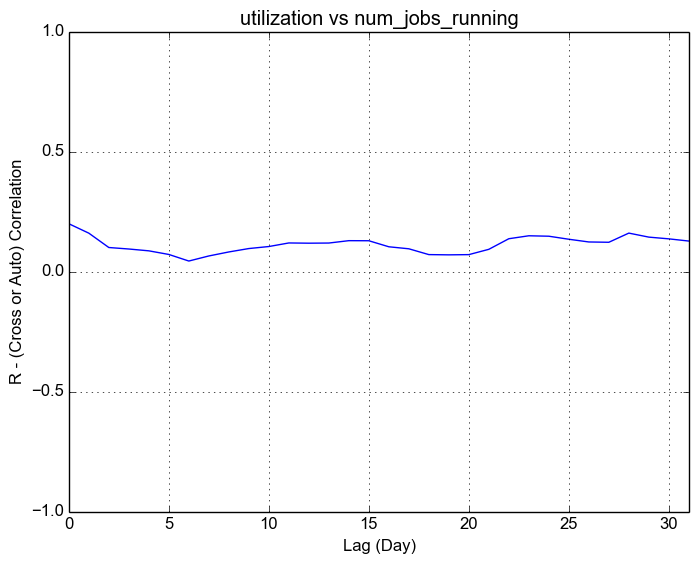 utilization vs num_jobs_running
1.0
0.5
0.0
−0.5
−1.0
R - (Cross or Auto) Correlation
0 5 10 15 20 25 30
Lag (Day)